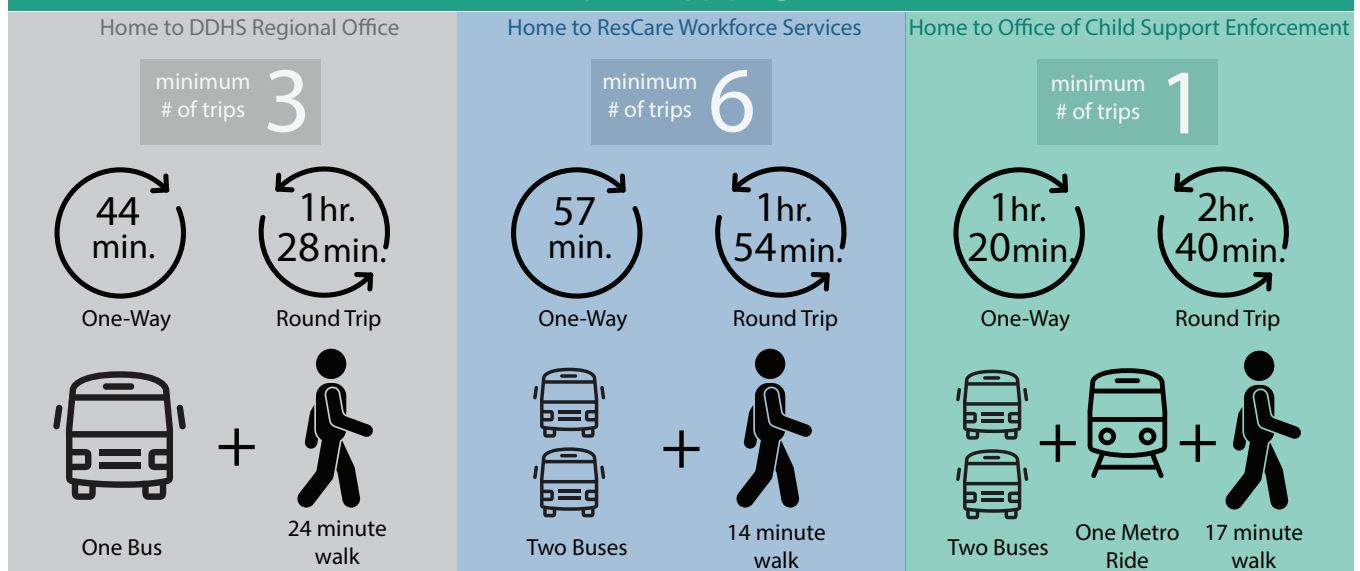 Home to DDHS Regional Office
minimum
# of trips
3
44
min.
One-Way
1hr.
28min.
Round Trip
One Bus
+
24 minute
walk
Home to ResCare Workforce Services
minimum
# of trips
6
57
min.
One-Way
1hr.
54min.
Round Trip
Two Buses
+
14 minute
walk
Home to Office of Child Support Enforcement
minimum
# of trips
1
1hr.
20min.
One-Way
2hr.
40min.
Round Trip
Two Buses
+
One Metro
Ride
+
17 minute
walk